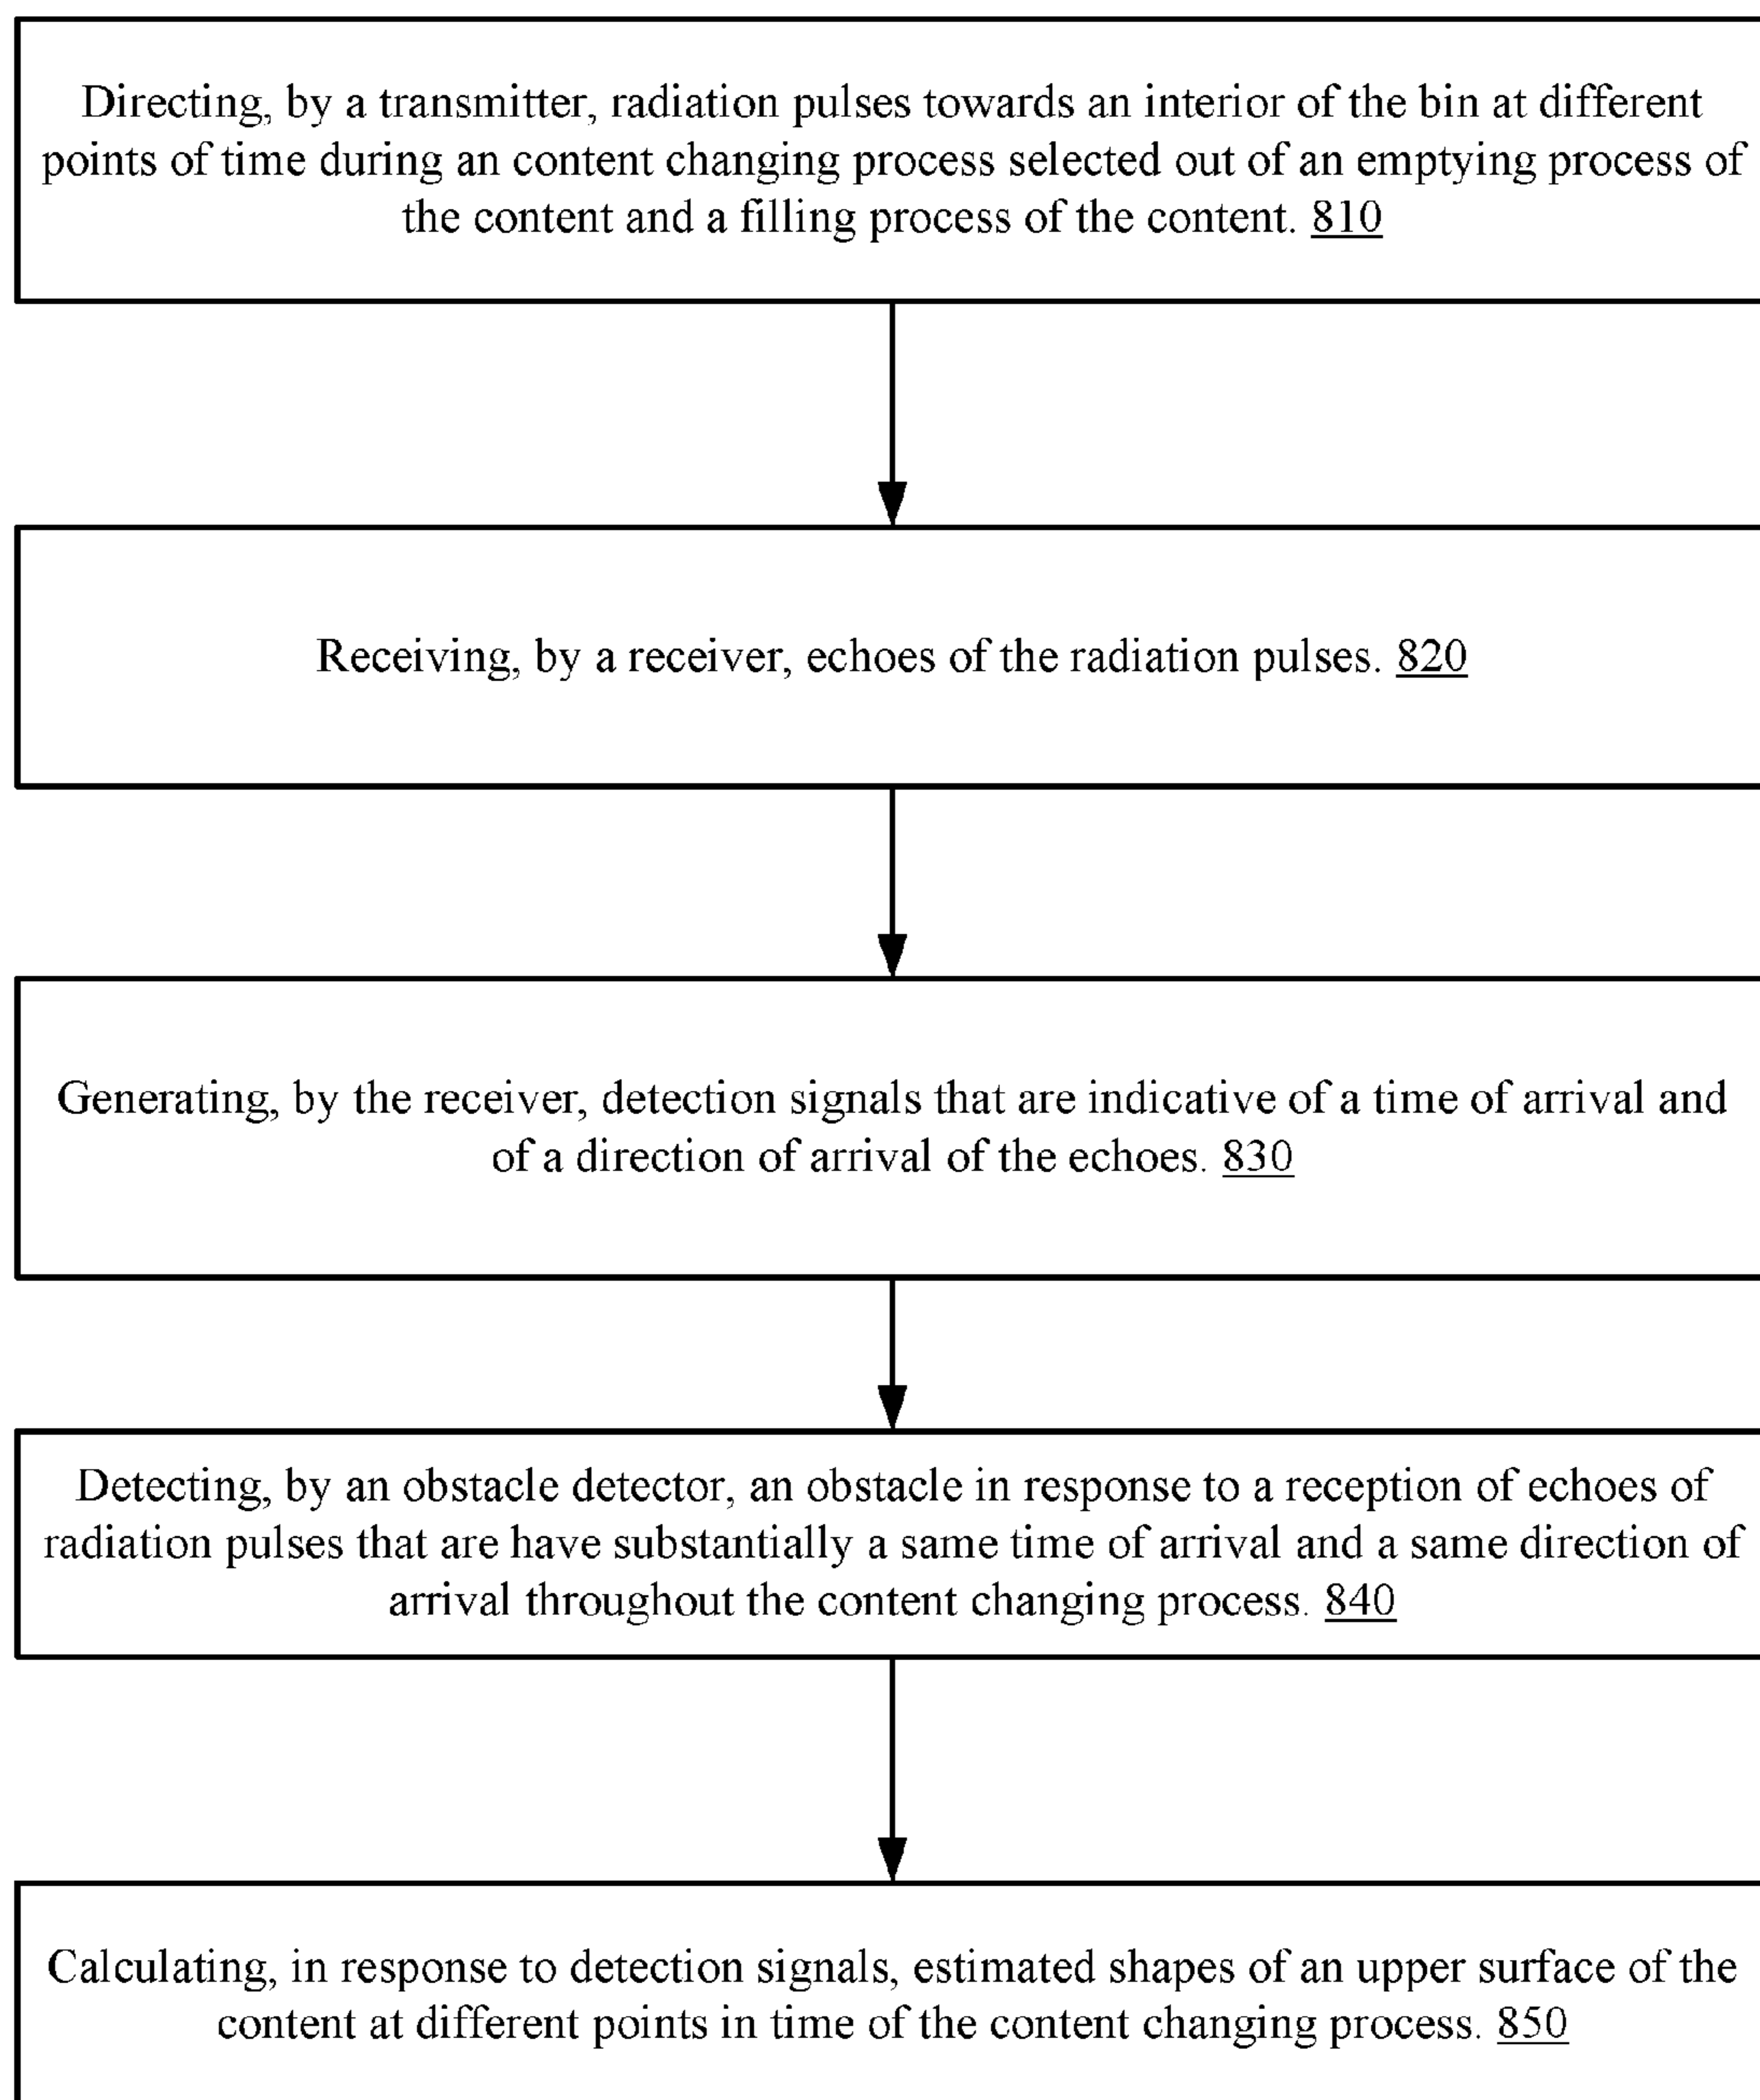 Directing, by a transmitter, radiation pulses towards an interior of the bin at different
points of time during an content changing process selected out of an emptying process of
the content and a filling process of the content. 810
Receiving, by a receiver, echoes of the radiation pulses. 820
Generating, by the receiver, detection signals that are indicative of a time of arrival and
of a direction of arrival of the echoes. 830
Detecting, by an obstacle detector, an obstacle in response to a reception of echoes of
radiation pulses that are have substantially a same time of arrival and a same direction of
arrival throughout the content changing process. 840
Calculating, in response to detection signals, estimated shapes of an upper surface of the
content at different points in time of the content changing process. 850